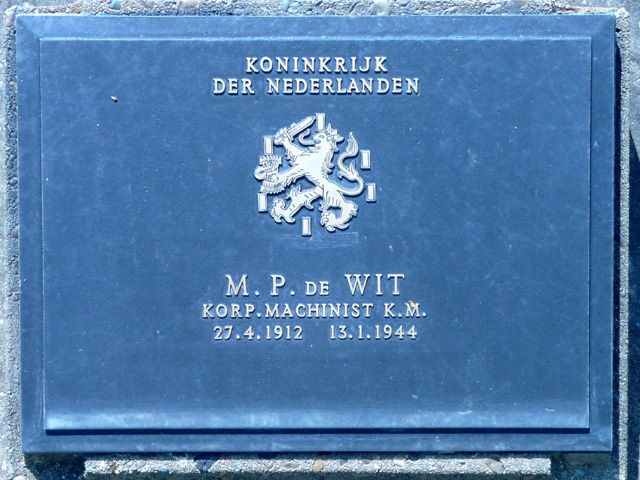 KONINKRIJK
DER NEDERLANDEN
M. P. DE WIT
KORP. MACHINIST K.M.
27.4.1912 13.1.1944